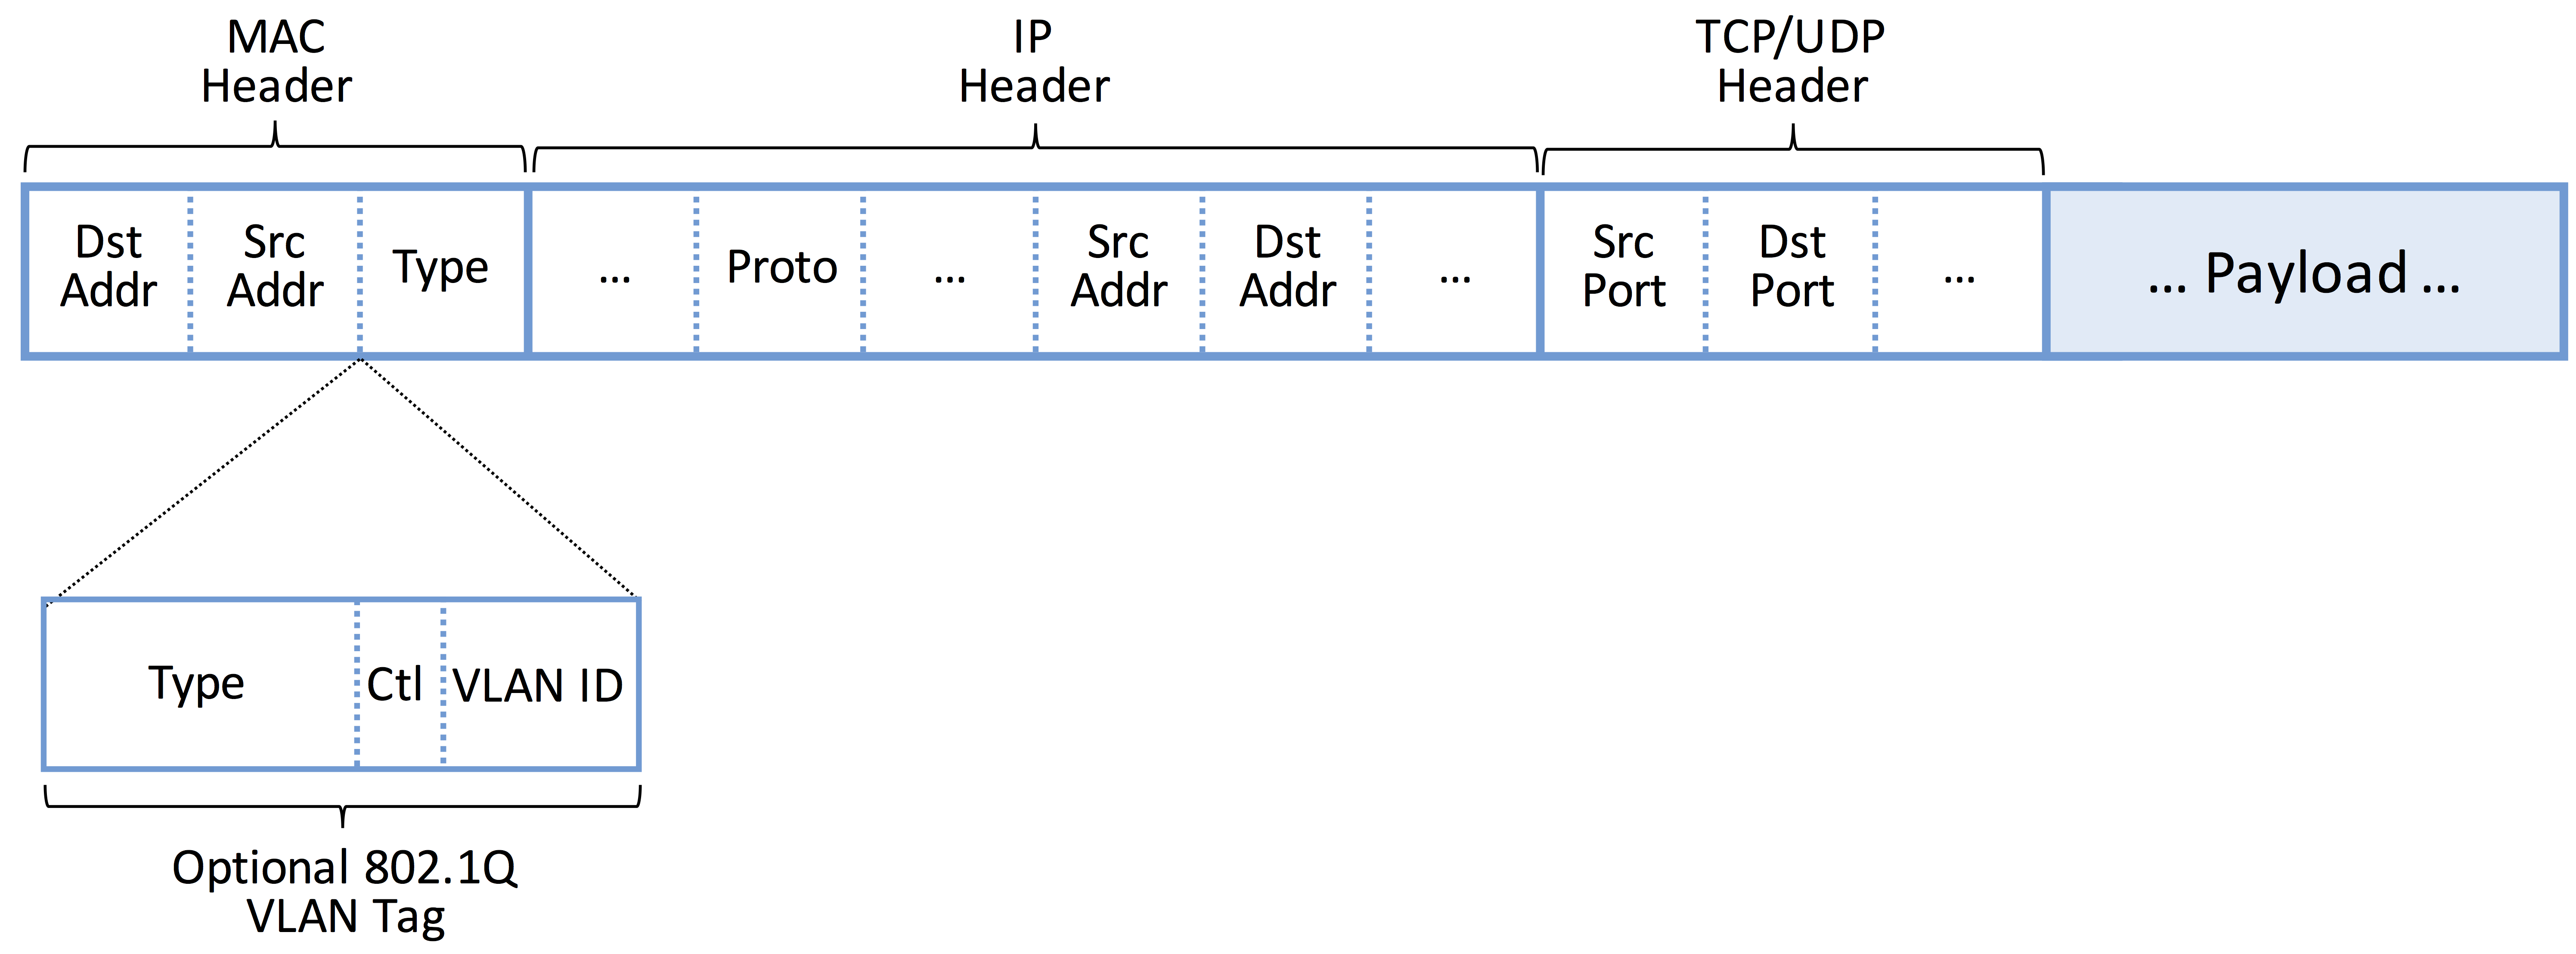 MAC
Header
IP
Header
TCP/UDP
Header
Dst
Addr
Src
Addr
Type
...
Proto
...
Src
Addr
Dst
Addr
...
Src
Port
Dst
Port
...
... Payload ...
Type
Ctl
VLAN ID
Optional 802.1Q
VLAN Tag